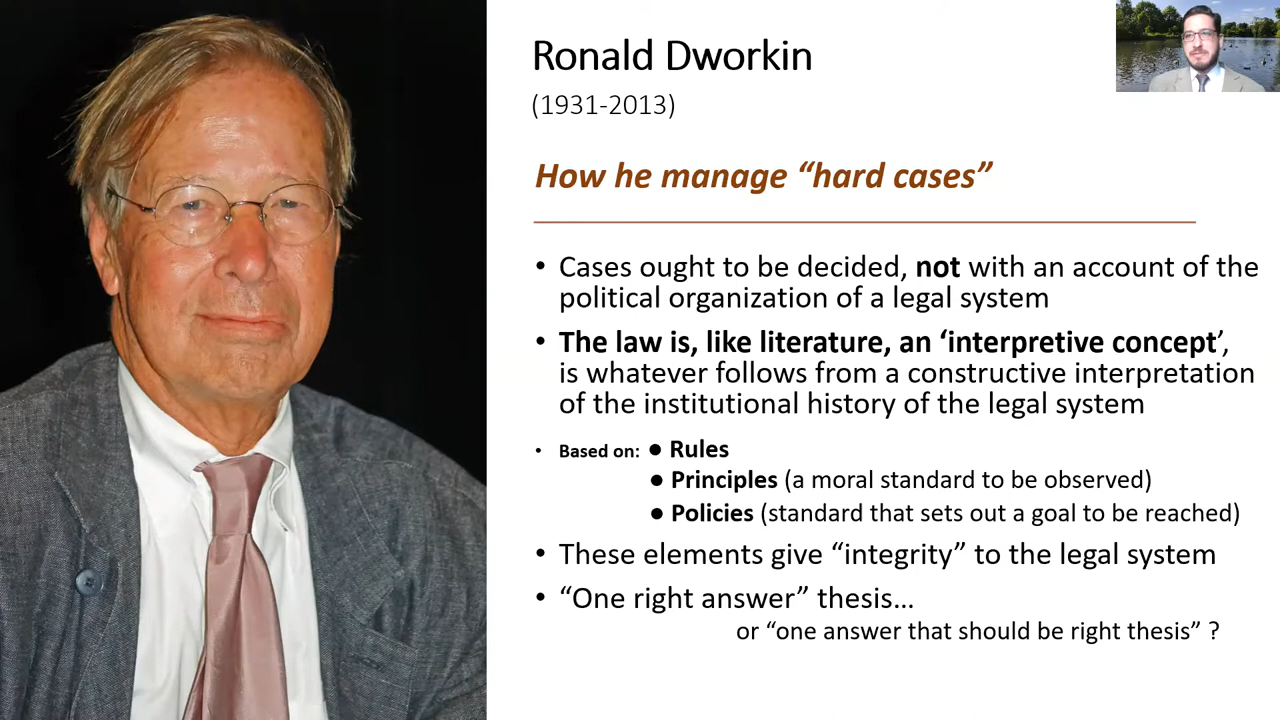 Ronald Dworkin
(1931-2013)
How he manage “hard cases”
• Cases ought to be decided, not with an account of the
political organization of a legal system
• The law is, like literature, an ‘interpretive concept’,
is whatever follows from a constructive interpretation
of the institutional history of the legal system
• Based on: ● Rules
● Principles (a moral standard to be observed)
● Policies (standard that sets out a goal to be reached)
• These elements give “integrity” to the legal system
• “One right answer” thesis...
or “one answer that should be right thesis” ?